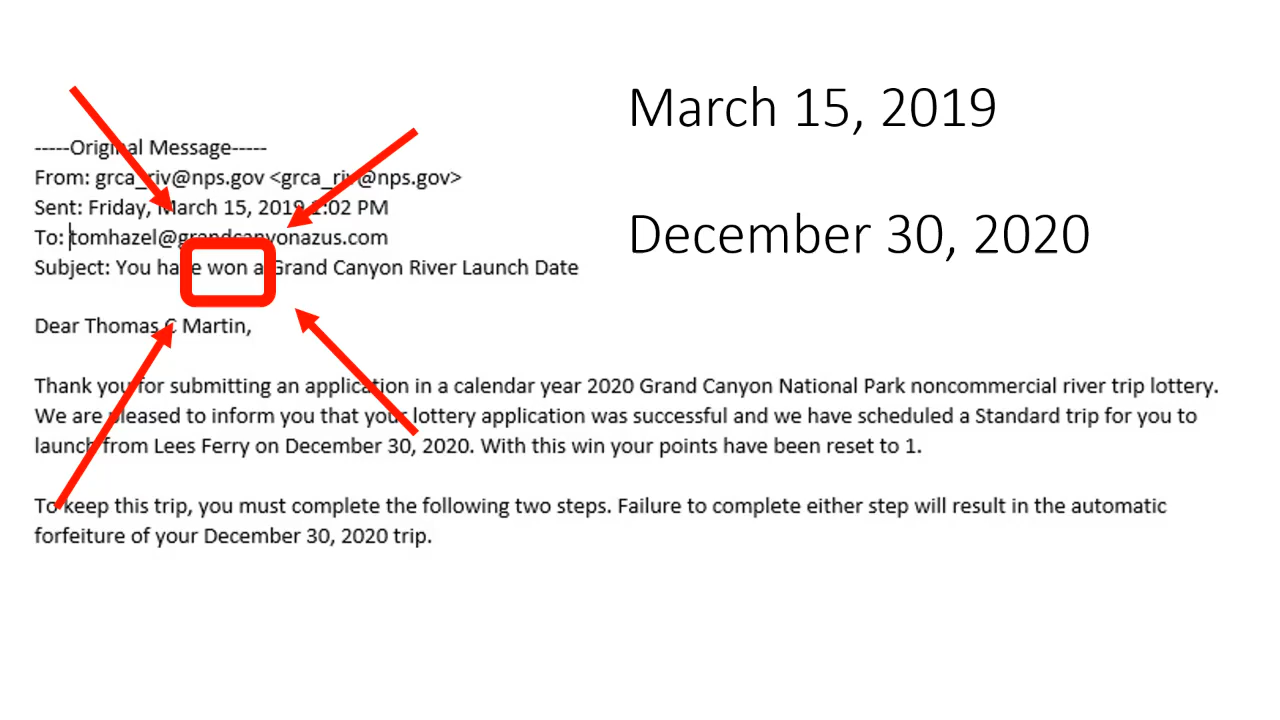 March 15, 2019
December 30, 2020
-----Original Message-----
From: grca_riv@nps.gov <grca_riv@nps.gov>
Sent: Friday, March 15, 2019 2:02 PM
To: tomhazel@grandcanyonazus.com
Subject: You have won a Grand Canyon River Launch Date
Dear Thomas C Martin,
Thank you for submitting an application in a calendar year 2020 Grand Canyon National Park noncommercial river trip lottery.
We are pleased to inform you that your lottery application was successful and we have scheduled a Standard trip for you to
launch from Lees Ferry on December 30, 2020. With this win your points have been reset to 1.
To keep this trip, you must complete the following two steps. Failure to complete either step will result in the automatic
forfeiture of your December 30, 2020 trip.